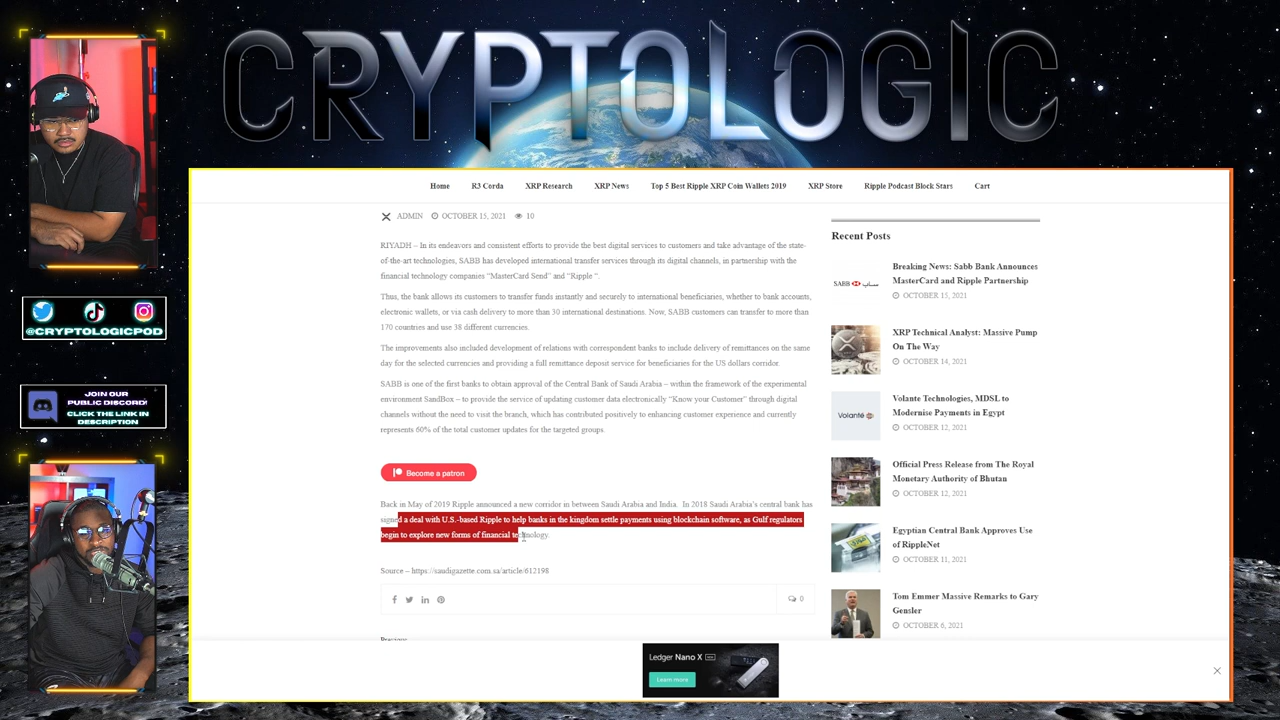 CRYPTOLOGIC
Home R3 Corda XRP Research XRP News Top 5 Best Ripple XRP Coin Wallets 2019 XRP Store Ripple Podcast Block Stars Cart
ADMIN OCTOBER 15, 2021 10
RIYADH – In its endeavors and consistent efforts to provide the best digital services to customers and take advantage of the state-
of-the-art technologies, SABB has developed international transfer services through its digital channels, in partnership with the
financial technology companies “MasterCard Send” and “Ripple “.
Thus, the bank allows its customers to transfer funds instantly and securely to international beneficiaries, whether to bank accounts,
electronic wallets, or via cash delivery to more than 30 international destinations. Now, SABB customers can transfer to more than
170 countries and use 38 different currencies.
The improvements also included development of relations with correspondent banks to include delivery of remittances on the same
day for the selected currencies and providing a full remittance deposit service for beneficiaries for the US dollars corridor.
SABB is one of the first banks to obtain approval of the Central Bank of Saudi Arabia – within the framework of the experimental
environment SandBox – to provide the service of updating customer data electronically “Know your Customer” through digital
channels without the need to visit the branch, which has contributed positively to enhancing customer experience and currently
represents 60% of the total customer updates for the targeted groups.
Become a patron
Back in May of 2019 Ripple announced a new corridor in between Saudi Arabia and India. In 2018 Saudi Arabia’s central bank has
signed a deal with U.S.-based Ripple to help banks in the kingdom settle payments using blockchain software, as Gulf regulators
begin to explore new forms of financial technology.
Source – https://saudigazette.com.sa/article/612198
0
Previous
Recent Posts
SABB ساب
Breaking News: Sabb Bank Announces
MasterCard and Ripple Partnership
OCTOBER 15, 2021
XRP Technical Analyst: Massive Pump
On The Way
OCTOBER 14, 2021
Volanté
Volante Technologies, MDSL to
Modernise Payments in Egypt
OCTOBER 12, 2021
Official Press Release from The Royal
Monetary Authority of Bhutan
OCTOBER 12, 2021
Egyptian Central Bank Approves Use
of RippleNet
OCTOBER 11, 2021
Tom Emmer Massive Remarks to Gary
Gensler
OCTOBER 6, 2021
Ledger Nano X
Learn more
@CRYPTOLOGICPOD
JOIN OUR
PUBLIC DISCORD!
CLICK THE LINK IN
DESCRIPTION